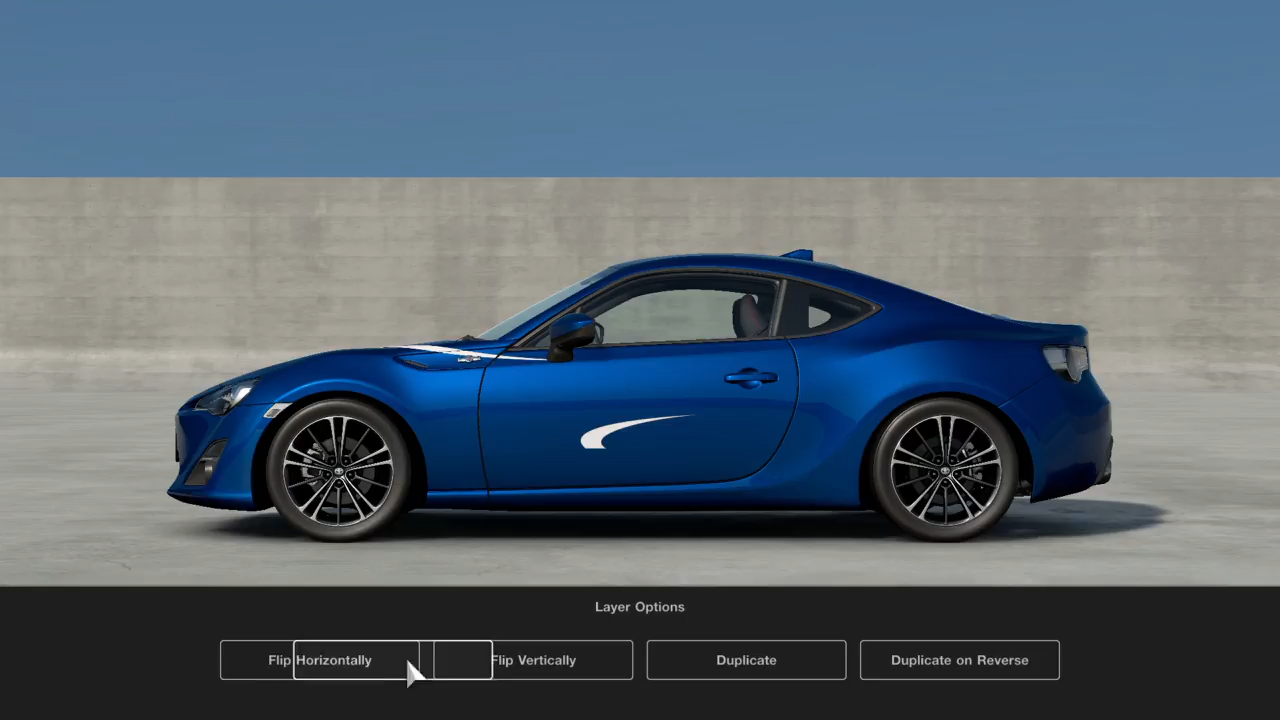 Layer Options
Flip Horizontally
Flip Vertically
Duplicate
Duplicate on Reverse